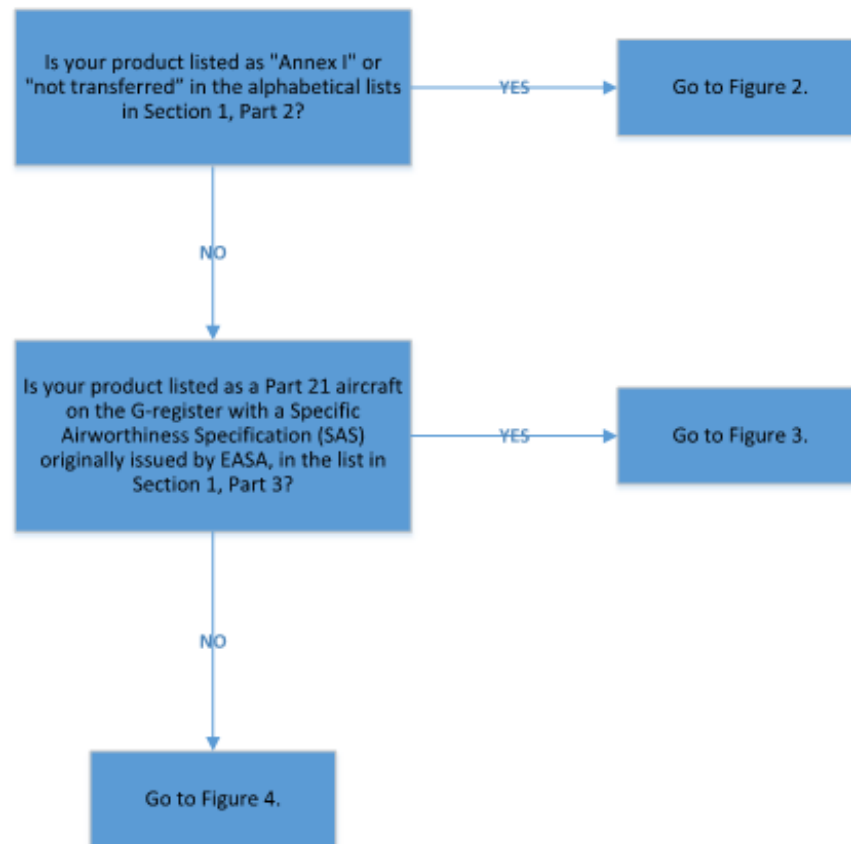 Is your product listed as "Annex I" or
"not transferred" in the alphabetical lists
in Section 1, Part 2?
YES
Go to Figure 2.
NO
Is your product listed as a Part 21 aircraft
on the G-register with a Specific
Airworthiness Specification (SAS)
originally issued by EASA, in the list in
Section 1, Part 3?
YES
Go to Figure 3.
NO
Go to Figure 4.